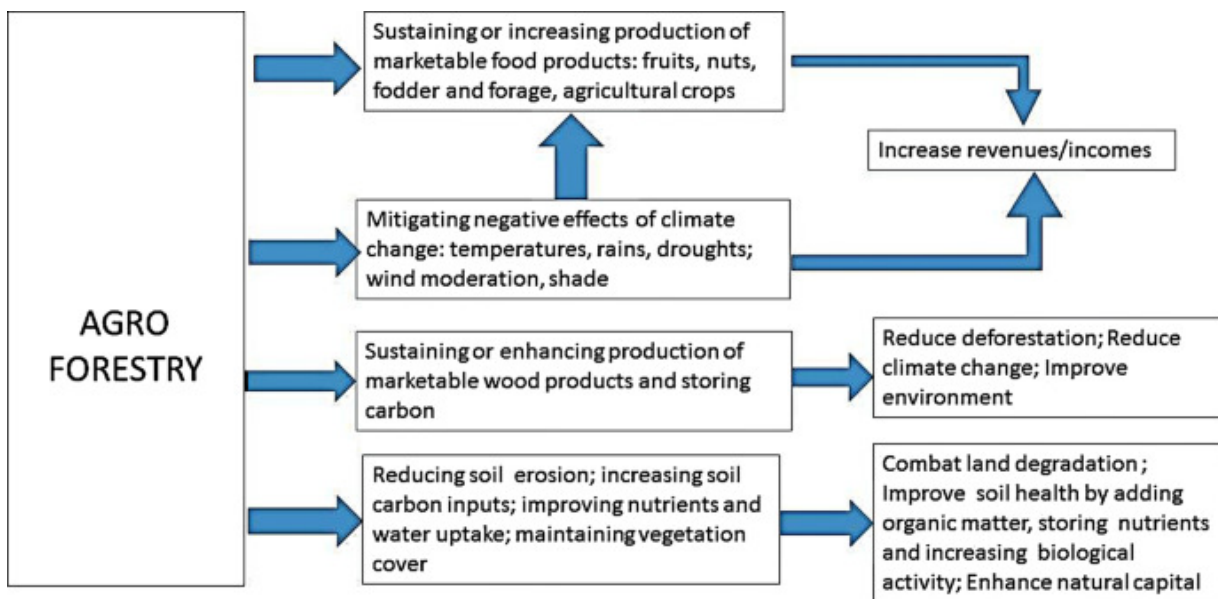 AGRO
FORESTRY
Sustaining or increasing production of
marketable food products: fruits, nuts,
fodder and forage, agricultural crops
Increase revenues/incomes
Mitigating negative effects of climate
change: temperatures, rains, droughts;
wind moderation, shade
Sustaining or enhancing production of
marketable wood products and storing
carbon
Reduce deforestation; Reduce
climate change; Improve
environment
Reducing soil erosion; increasing soil
carbon inputs; improving nutrients and
water uptake; maintaining vegetation
cover
Combat land degradation ;
Improve soil health by adding
organic matter, storing nutrients
and increasing biological
activity; Enhance natural capital